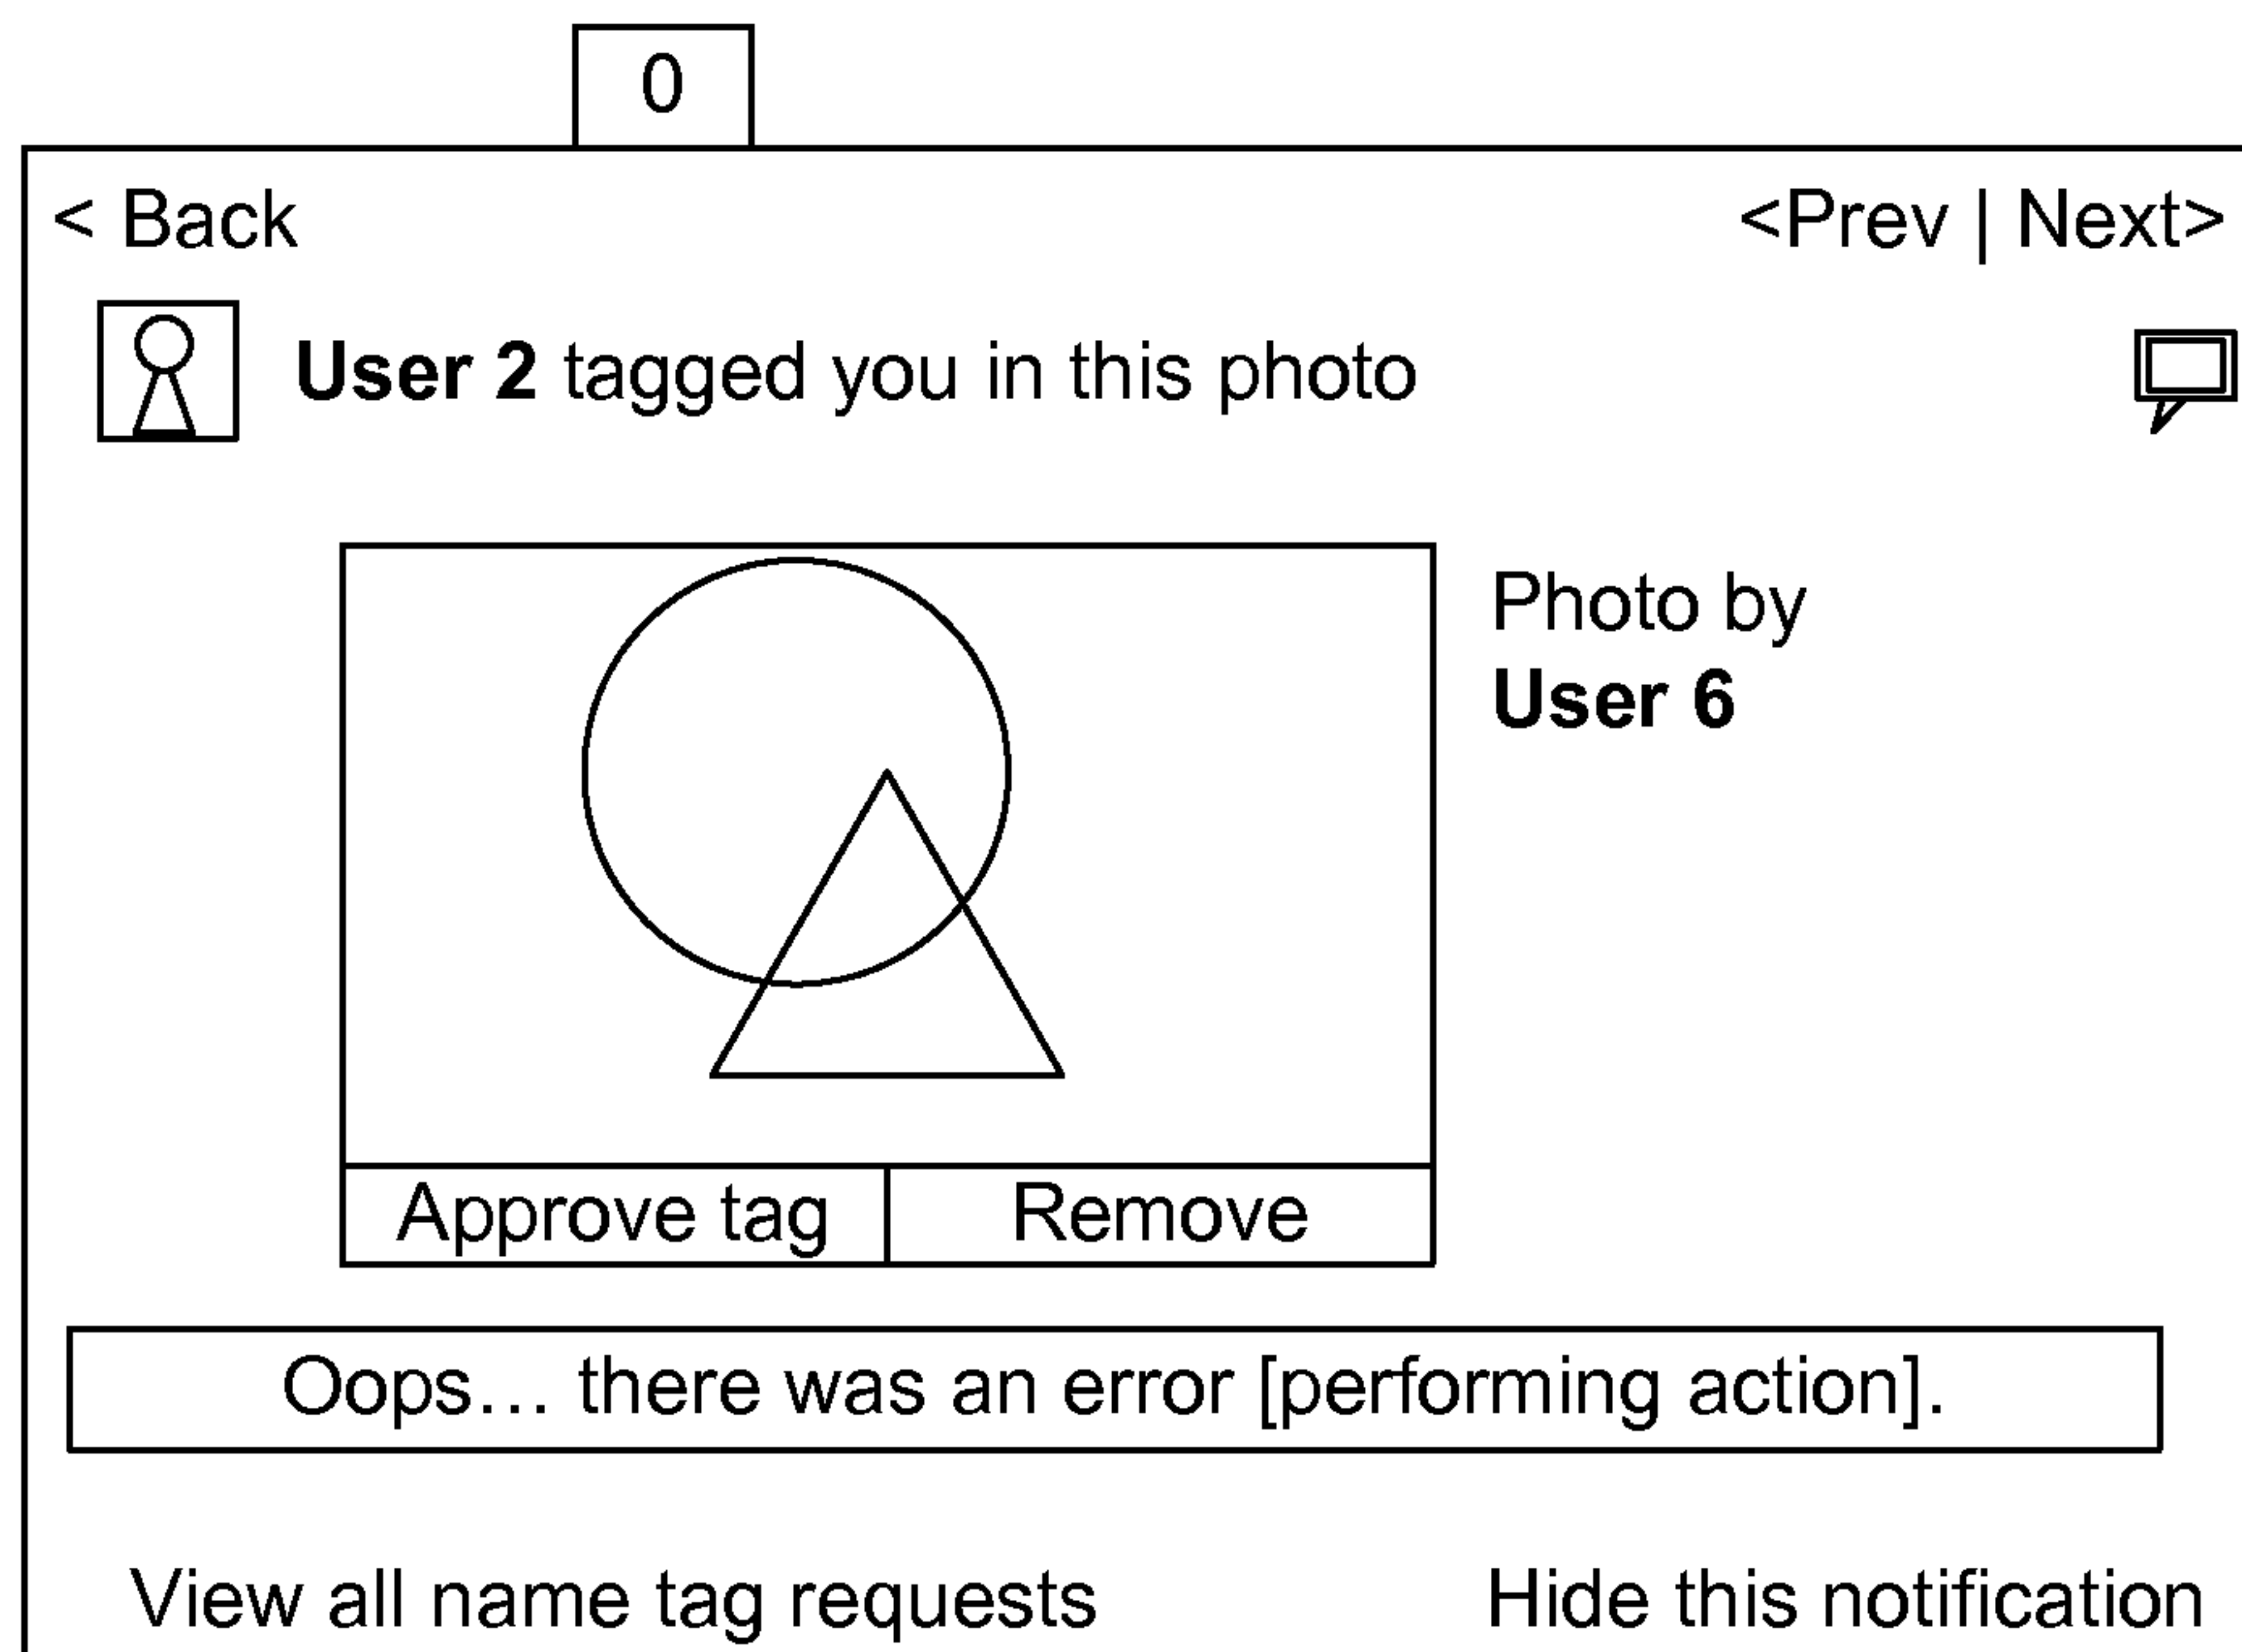 0
< Back <Prev | Next>
User 2 tagged you in this photo
Photo by
User 6
Approve tag Remove
Oops... there was an error [performing action].
View all name tag requests Hide this notification